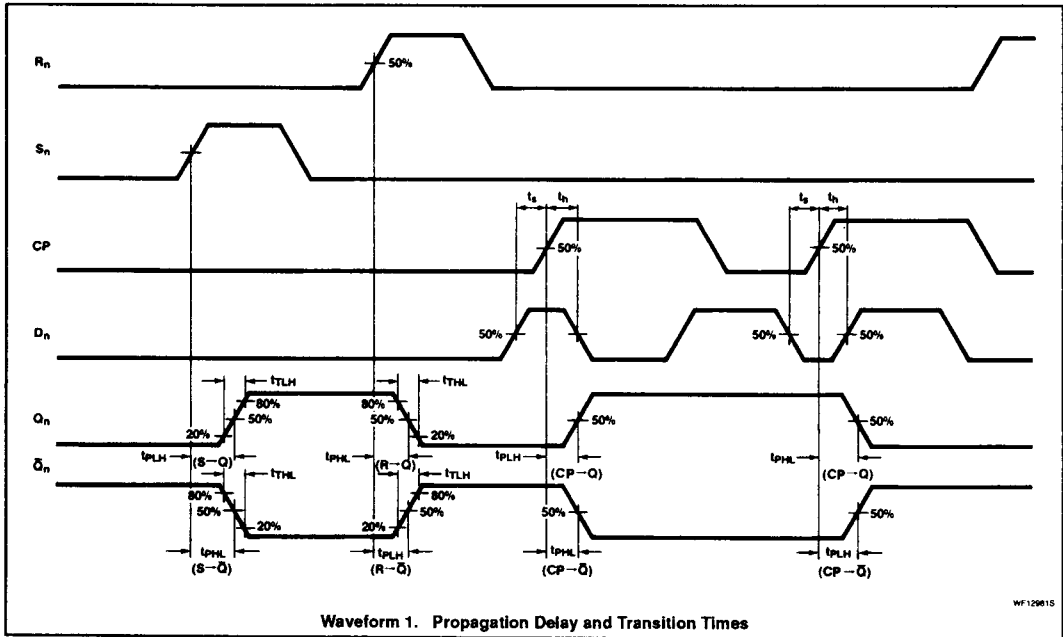 Rn
50%
Sn
CP
ts
th
50%
ts
th
50%
Dn
50%
50%
50%
Qn
tTLH
80%
50%
20%
tPLH
(S→Q)
tTHL
80%
50%
20%
tPHL
(R→Q)
50%
tPLH
(CP→Q)
50%
tPHL
(CP→Q)
Q̄n
tTHL
80%
50%
20%
tPHL
(S→Q̄)
tTLH
80%
50%
20%
tPLH
(R→Q̄)
50%
tPHL
(CP→Q̄)
50%
tPLH
(CP→Q̄)
WF12981S
Waveform 1. Propagation Delay and Transition Times